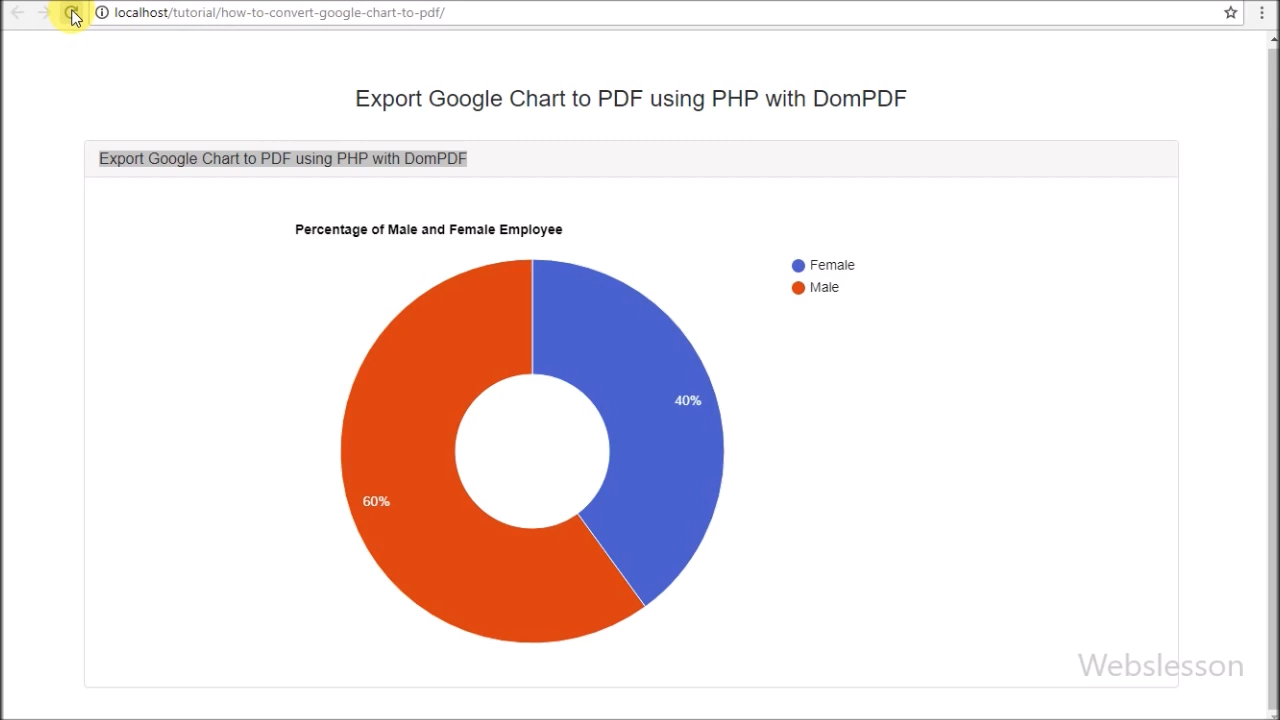 localhost/tutorial/how-to-convert-google-chart-to-pdf/
Export Google Chart to PDF using PHP with DomPDF
Export Google Chart to PDF using PHP with DomPDF
Percentage of Male and Female Employee
Female
Male
40%
60%
Webslesson